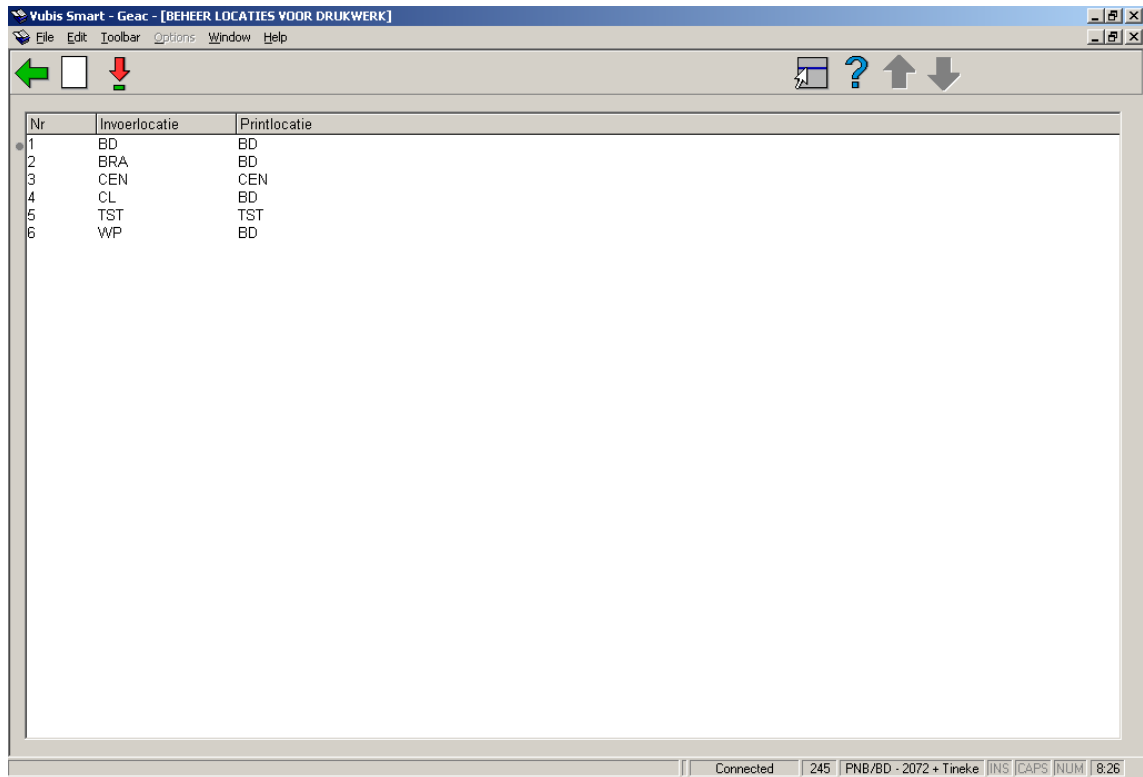 Vubis Smart - Geac - [BEHEER LOCATIES VOOR DRUKWERK]
File Edit Toolbar Options Window Help
Nr Invoerlocatie Printlocatie
1 BD BD
2 BRA BD
3 CEN CEN
4 CL BD
5 TST TST
6 WP BD
Connected 245 PNB/BD - 2072 + Tineke INS CAPS NUM 8:26